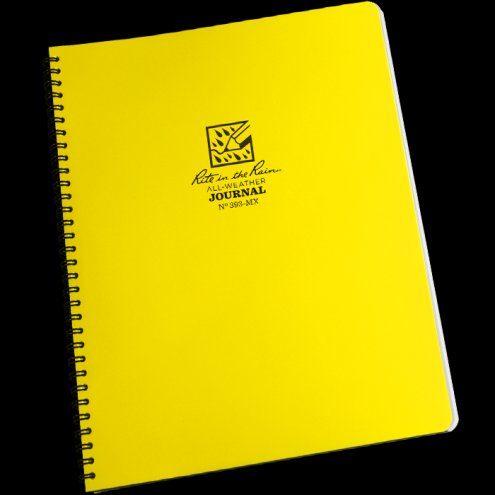 Rite in the Rain
ALL-WEATHER
JOURNAL
Nº 393-MX